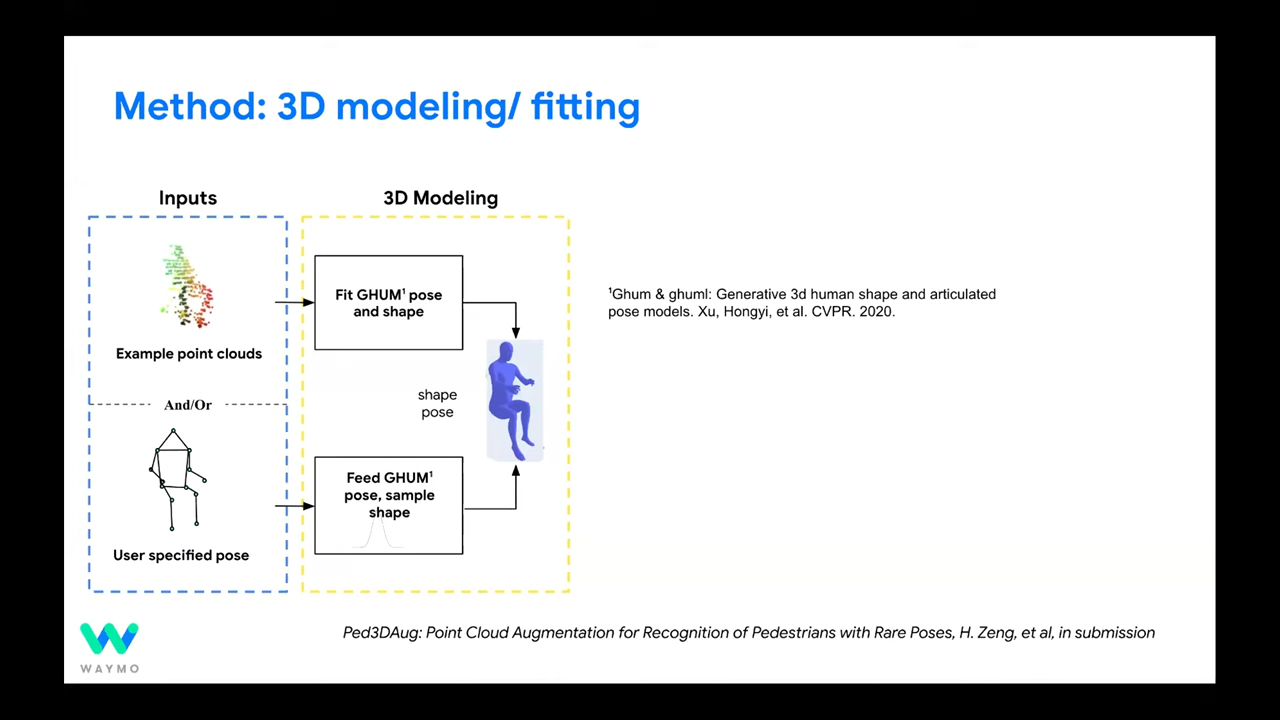 Method: 3D modeling/ fitting
Inputs
3D Modeling
Example point clouds
And/Or
User specified pose
Fit GHUM¹ pose
and shape
shape
pose
Feed GHUM¹
pose, sample
shape
¹Ghum & ghuml: Generative 3d human shape and articulated
pose models. Xu, Hongyi, et al. CVPR. 2020.
Ped3DAug: Point Cloud Augmentation for Recognition of Pedestrians with Rare Poses, H. Zeng, et al, in submission
WAYMO